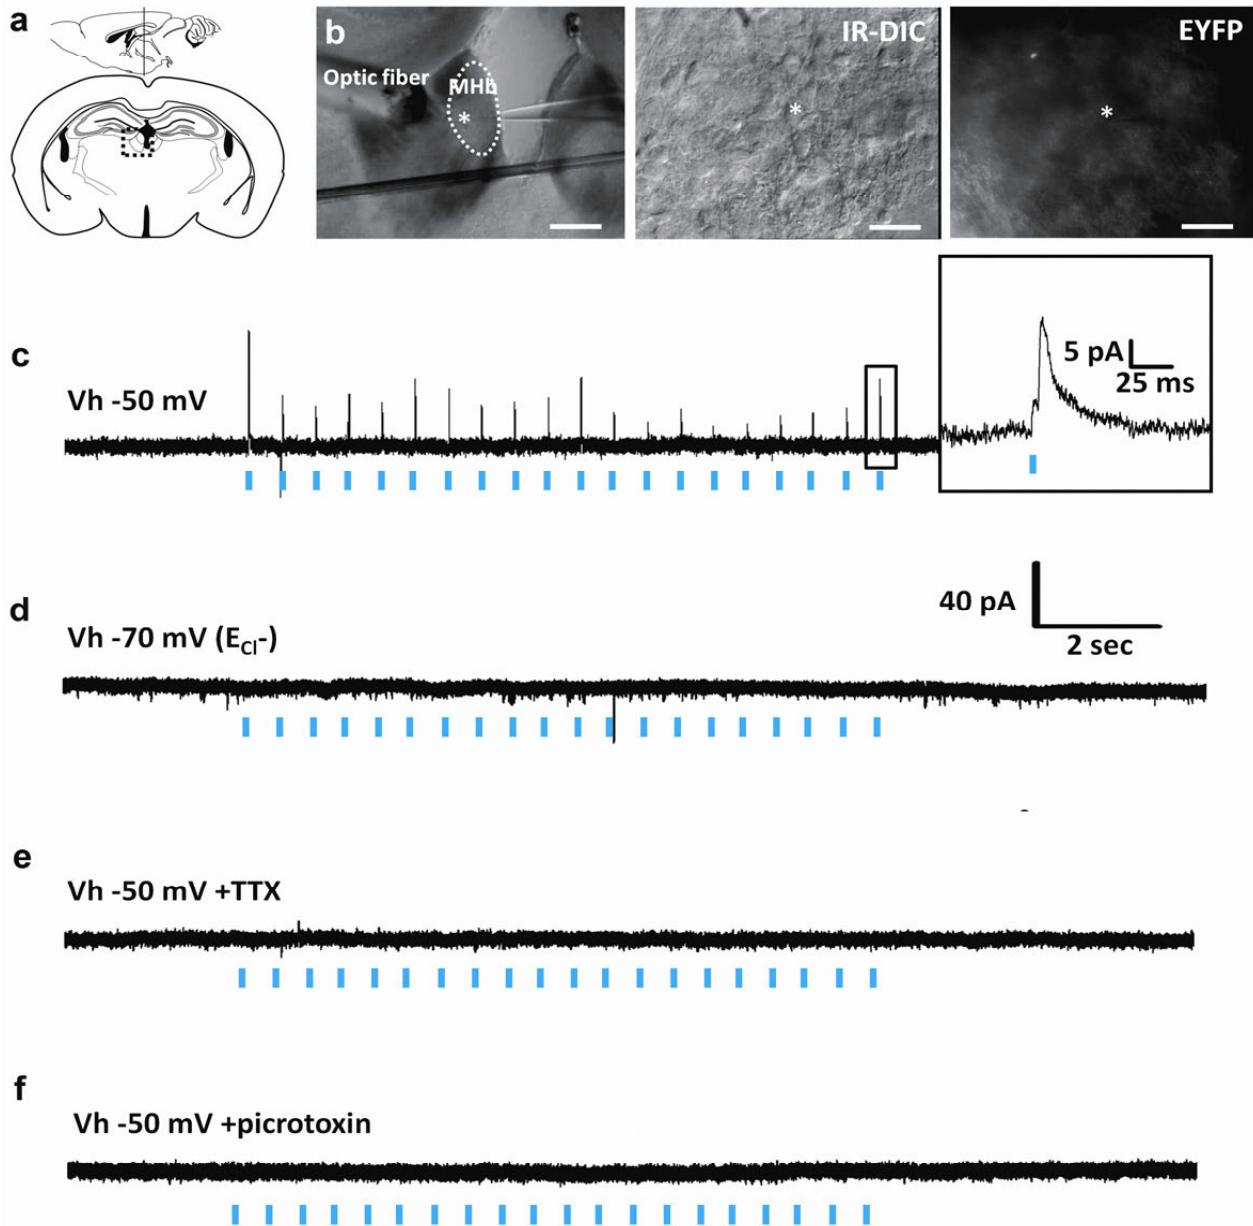 a
b
Optic fiber
MHb
*
IR-DIC
*
EYFP
*
c
Vh -50 mV
5 pA
25 ms
d
Vh -70 mV (ECl-)
40 pA
2 sec
e
Vh -50 mV +TTX
f
Vh -50 mV +picrotoxin